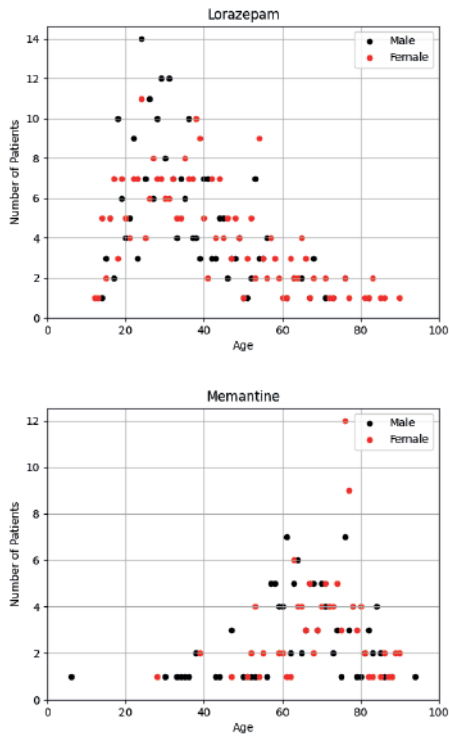 Lorazepam
Male
Female
Number of Patients
14
12
10
8
6
4
2
0
0 20 40 60 80 100
Age
Memantine
Male
Female
Number of Patients
12
10
8
6
4
2
0
0 20 40 60 80 100
Age